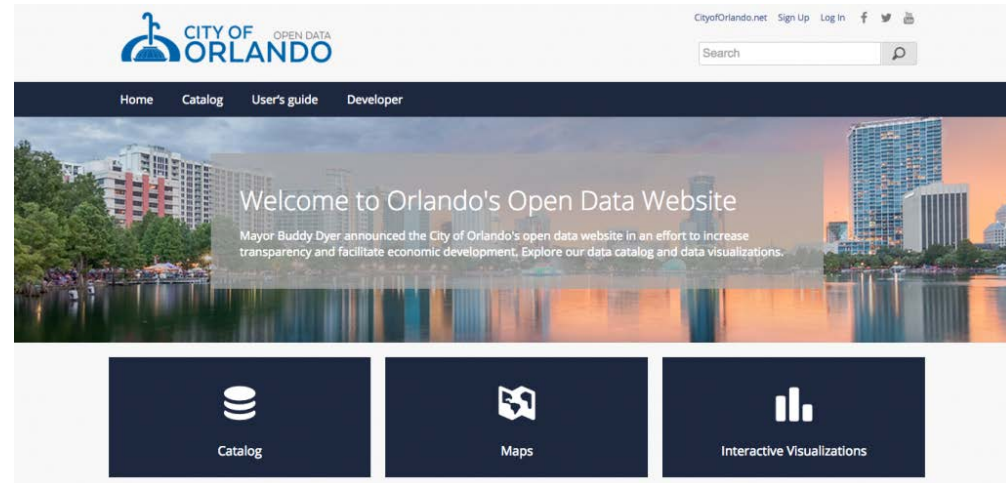 CITY OF OPEN DATA
ORLANDO
CityofOrlando.net Sign Up Log In
Search
Home Catalog User's guide Developer
Welcome to Orlando's Open Data Website
Mayor Buddy Dyer announced the City of Orlando's open data website in an effort to increase
transparency and facilitate economic development. Explore our data catalog and data visualizations.
Catalog Maps Interactive Visualizations